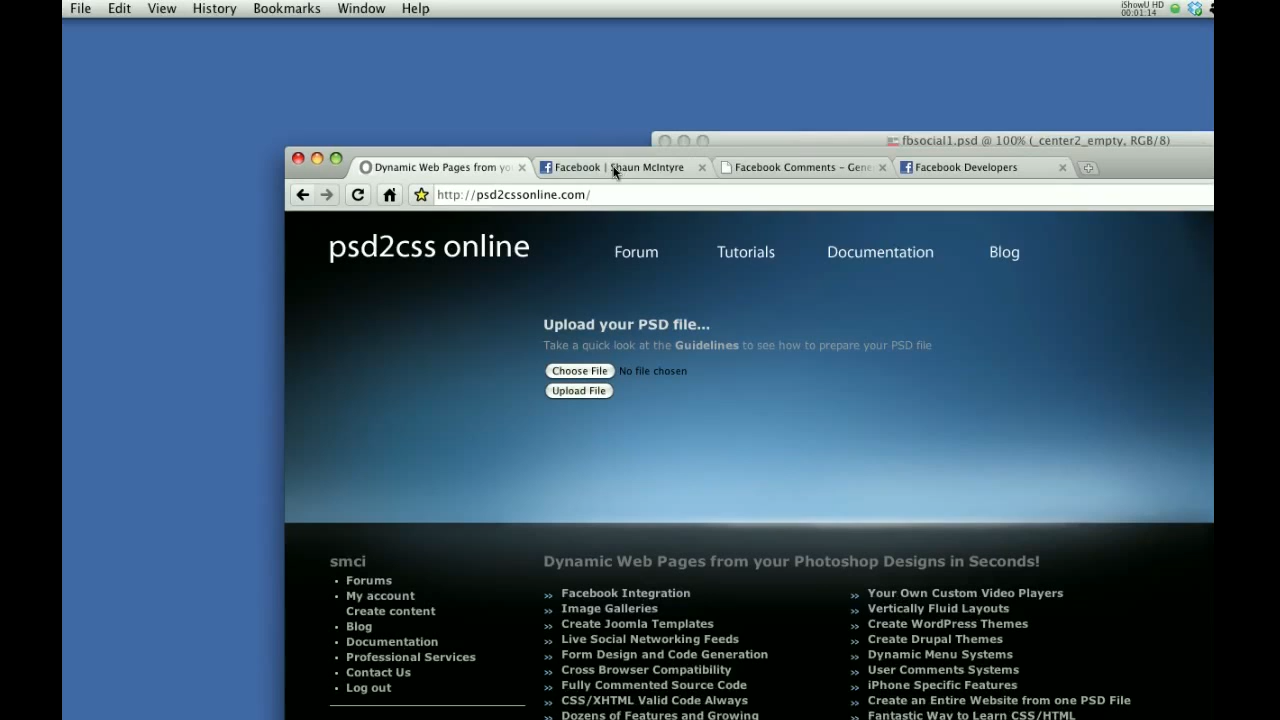 File Edit View History Bookmarks Window Help
iShowU HD
00:01:14
fbsocial1.psd @ 100% (_center2_empty, RGB/8)
Dynamic Web Pages from yo Facebook | Shaun McIntyre Facebook Comments – Gene Facebook Developers
http://psd2cssonline.com/
psd2css online Forum Tutorials Documentation Blog
Upload your PSD file...
Take a quick look at the Guidelines to see how to prepare your PSD file
Choose File No file chosen
Upload File
smci
Forums
My account
Create content
Blog
Documentation
Professional Services
Contact Us
Log out
Dynamic Web Pages from your Photoshop Designs in Seconds!
» Facebook Integration
» Image Galleries
» Create Joomla Templates
» Live Social Networking Feeds
» Form Design and Code Generation
» Cross Browser Compatibility
» Fully Commented Source Code
» CSS/XHTML Valid Code Always
» Dozens of Features and Growing
» Your Own Custom Video Players
» Vertically Fluid Layouts
» Create WordPress Themes
» Create Drupal Themes
» Dynamic Menu Systems
» User Comments Systems
» iPhone Specific Features
» Create an Entire Website from one PSD File
» Fantastic Way to Learn CSS/HTML